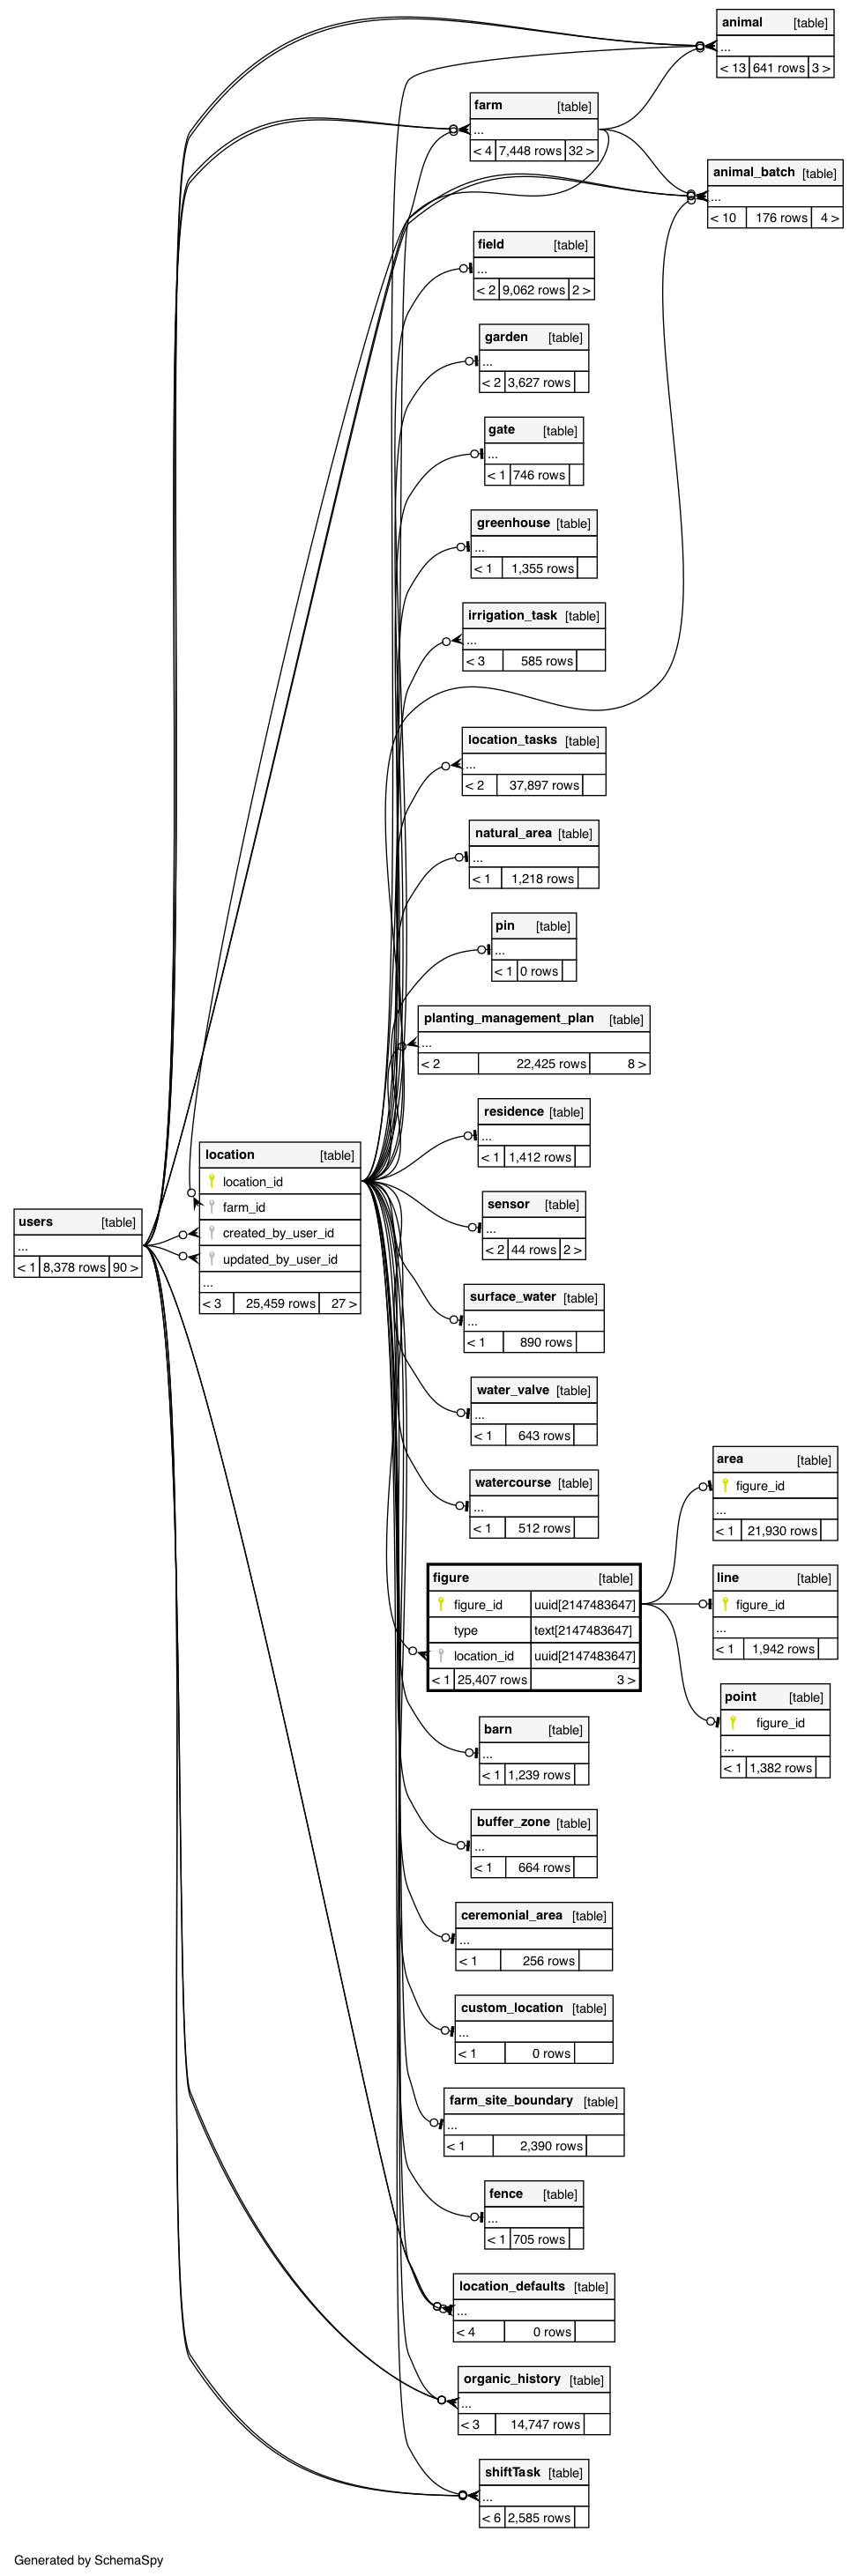 animal [table]
...
< 13 641 rows 3 >
farm [table]
...
< 4 7,448 rows 32 >
animal_batch [table]
...
< 10 176 rows 4 >
field [table]
...
< 2 9,062 rows 2 >
garden [table]
...
< 2 3,627 rows
gate [table]
...
< 1 746 rows
greenhouse [table]
...
< 1 1,355 rows
irrigation_task [table]
...
< 3 585 rows
location_tasks [table]
...
< 2 37,897 rows
natural_area [table]
...
< 1 1,218 rows
pin [table]
...
< 1 0 rows
planting_management_plan [table]
...
< 2 22,425 rows 8 >
residence [table]
...
< 1 1,412 rows
location [table]
location_id
farm_id
created_by_user_id
updated_by_user_id
...
< 3 25,459 rows 27 >
users [table]
...
< 1 8,378 rows 90 >
sensor [table]
...
< 2 44 rows 2 >
surface_water [table]
...
< 1 890 rows
water_valve [table]
...
< 1 643 rows
watercourse [table]
...
< 1 512 rows
area [table]
figure_id
...
< 1 21,930 rows
figure [table]
figure_id uuid[2147483647]
type text[2147483647]
location_id uuid[2147483647]
< 1 25,407 rows 3 >
line [table]
figure_id
...
< 1 1,942 rows
point [table]
figure_id
...
< 1 1,382 rows
barn [table]
...
< 1 1,239 rows
buffer_zone [table]
...
< 1 664 rows
ceremonial_area [table]
...
< 1 256 rows
custom_location [table]
...
< 1 0 rows
farm_site_boundary [table]
...
< 1 2,390 rows
fence [table]
...
< 1 705 rows
location_defaults [table]
...
< 4 0 rows
organic_history [table]
...
< 3 14,747 rows
shiftTask [table]
...
< 6 2,585 rows
Generated by SchemaSpy